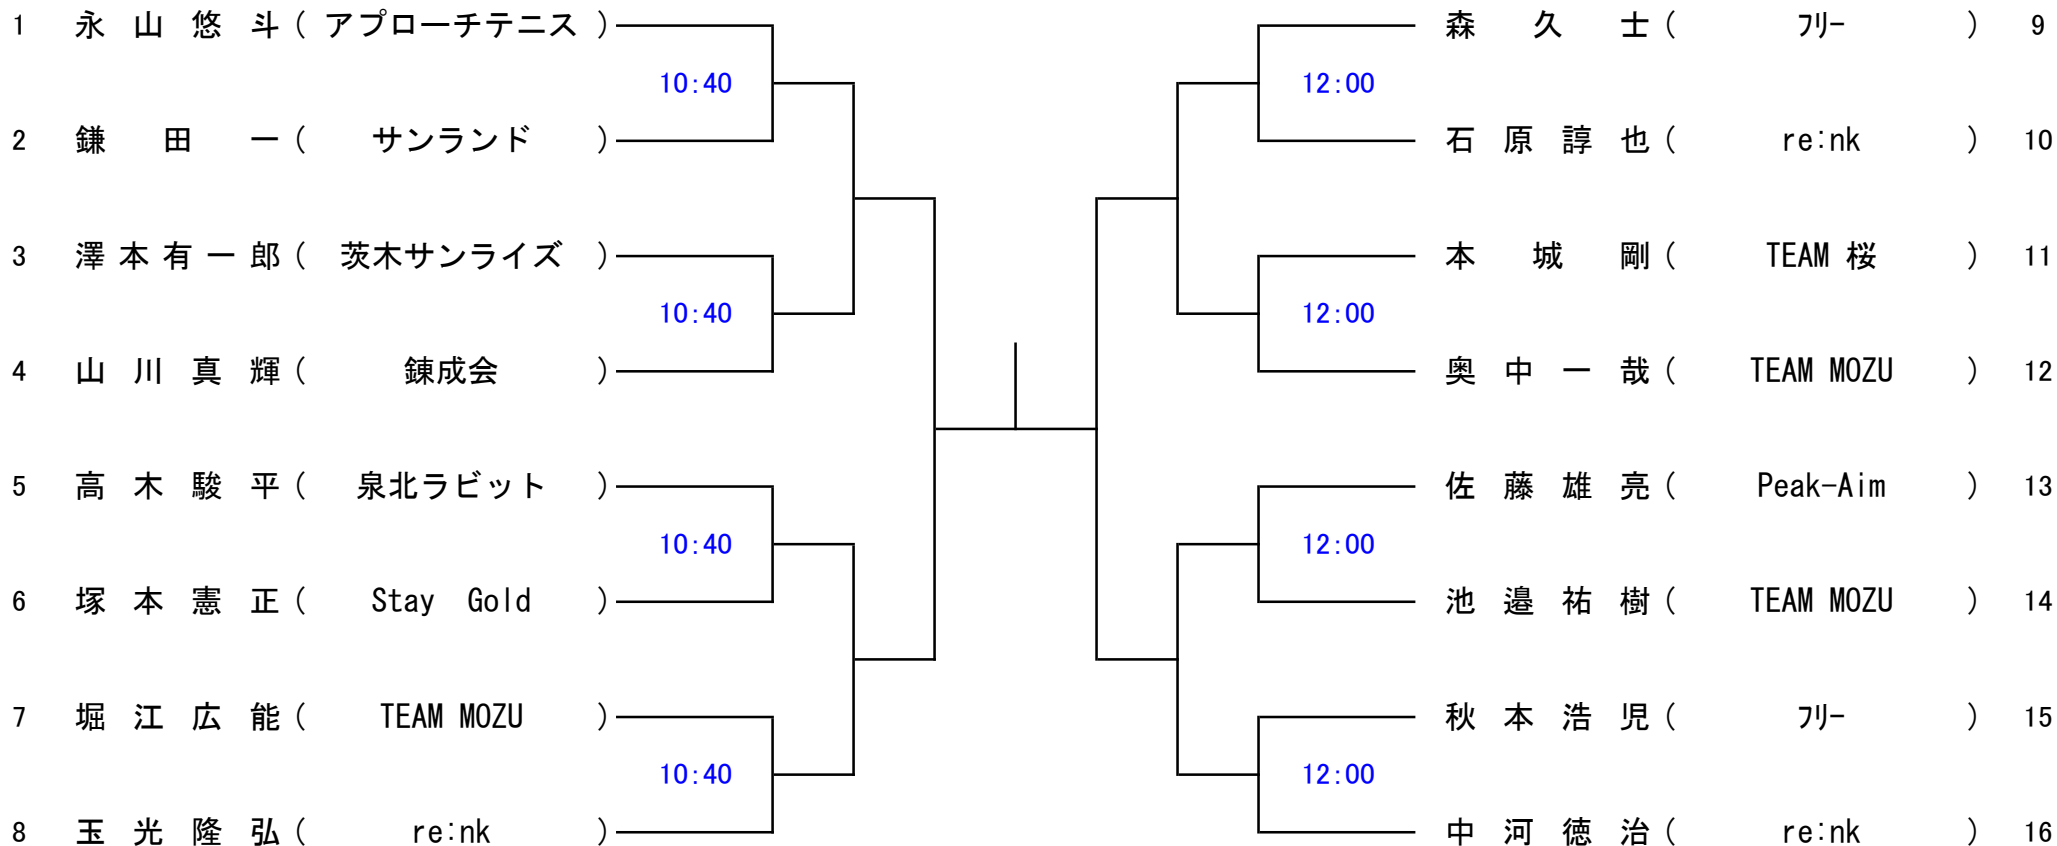 1 永山悠斗 ( アプローチテニス )
10:40
2 鎌田一 ( サンランド )
3 澤本有一郎 ( 茨木サンライズ )
10:40
4 山川真輝 ( 錬成会 )
5 高木駿平 ( 泉北ラビット )
10:40
6 塚本憲正 ( Stay Gold )
7 堀江広能 ( TEAM MOZU )
10:40
8 玉光隆弘 ( re:nk )
森久士 ( ﾌﾘｰ ) 9
12:00
石原諄也 ( re:nk ) 10
本城剛 ( TEAM 桜 ) 11
12:00
奥中一哉 ( TEAM MOZU ) 12
佐藤雄亮 ( Peak-Aim ) 13
12:00
池邉祐樹 ( TEAM MOZU ) 14
秋本浩児 ( ﾌﾘｰ ) 15
12:00
中河徳治 ( re:nk ) 16